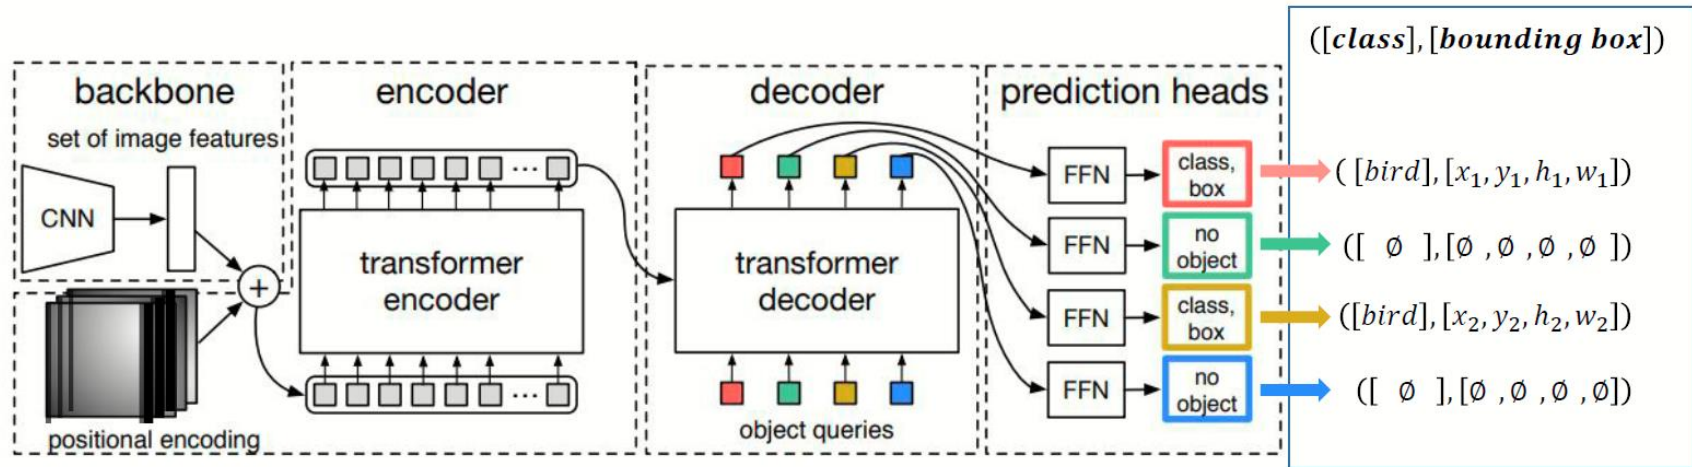 ([class],[bounding box])
backbone
encoder
decoder
prediction heads
set of image features
CNN
+
positional encoding
...
transformer
encoder
...
transformer
decoder
object queries
FFN
class,
box
([bird],[x₁,y₁,h₁,w₁])
FFN
no
object
([ ∅ ],[∅ ,∅ ,∅ ,∅ ])
FFN
class,
box
([bird],[x₂,y₂,h₂,w₂])
FFN
no
object
([ ∅ ],[∅ ,∅ ,∅ ,∅])